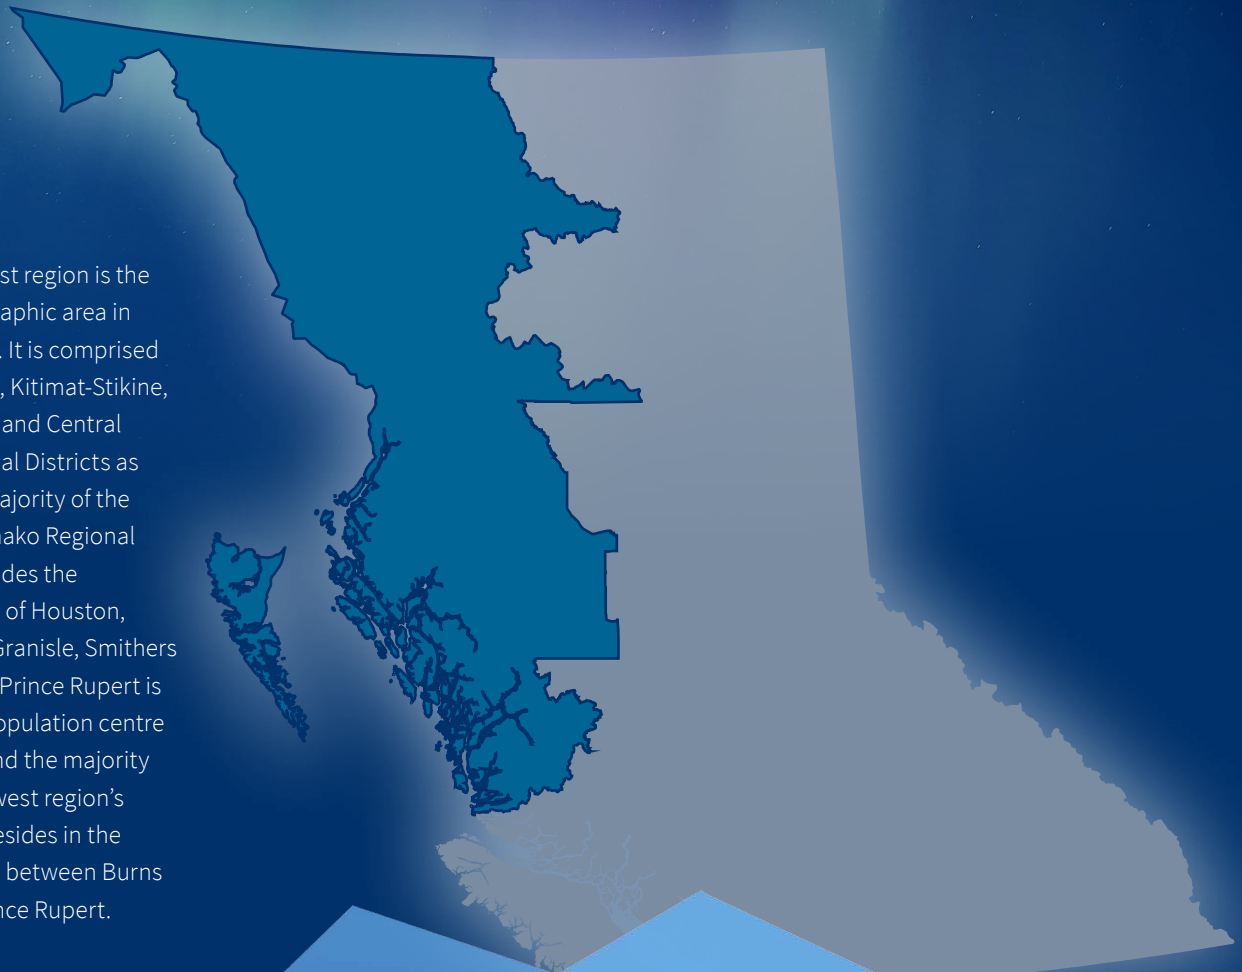 st region is the
aphic area in
. It is comprised
, Kitimat-Stikine,
and Central
al Districts as
ajority of the
ako Regional
des the
of Houston,
Granisle, Smithers
Prince Rupert is
opulation centre
nd the majority
west region’s
esides in the
between Burns
nce Rupert.